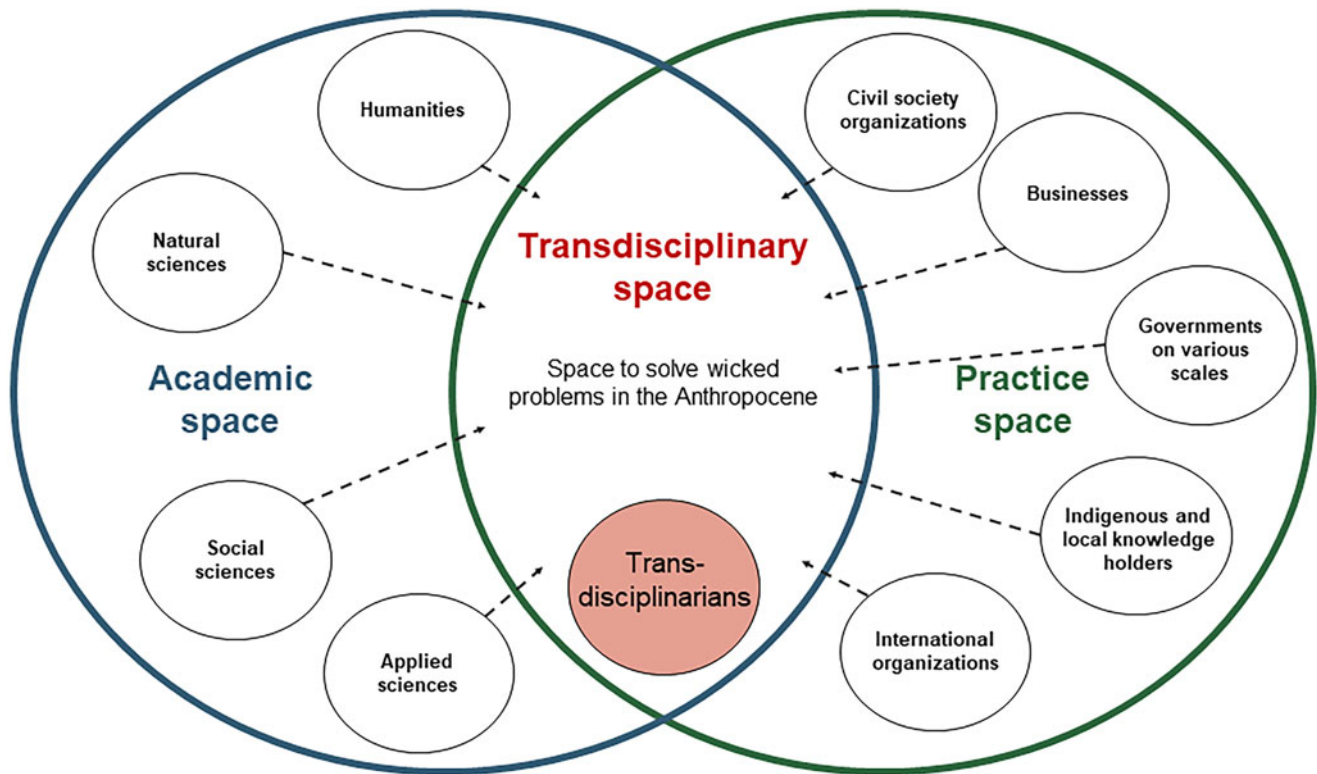 Humanities
Natural
sciences
Academic
space
Social
sciences
Applied
sciences
Transdisciplinary
space
Space to solve wicked
problems in the Anthropocene
Trans-
disciplinarians
Civil society
organizations
Businesses
Governments
on various
scales
Practice
space
Indigenous and
local knowledge
holders
International
organizations